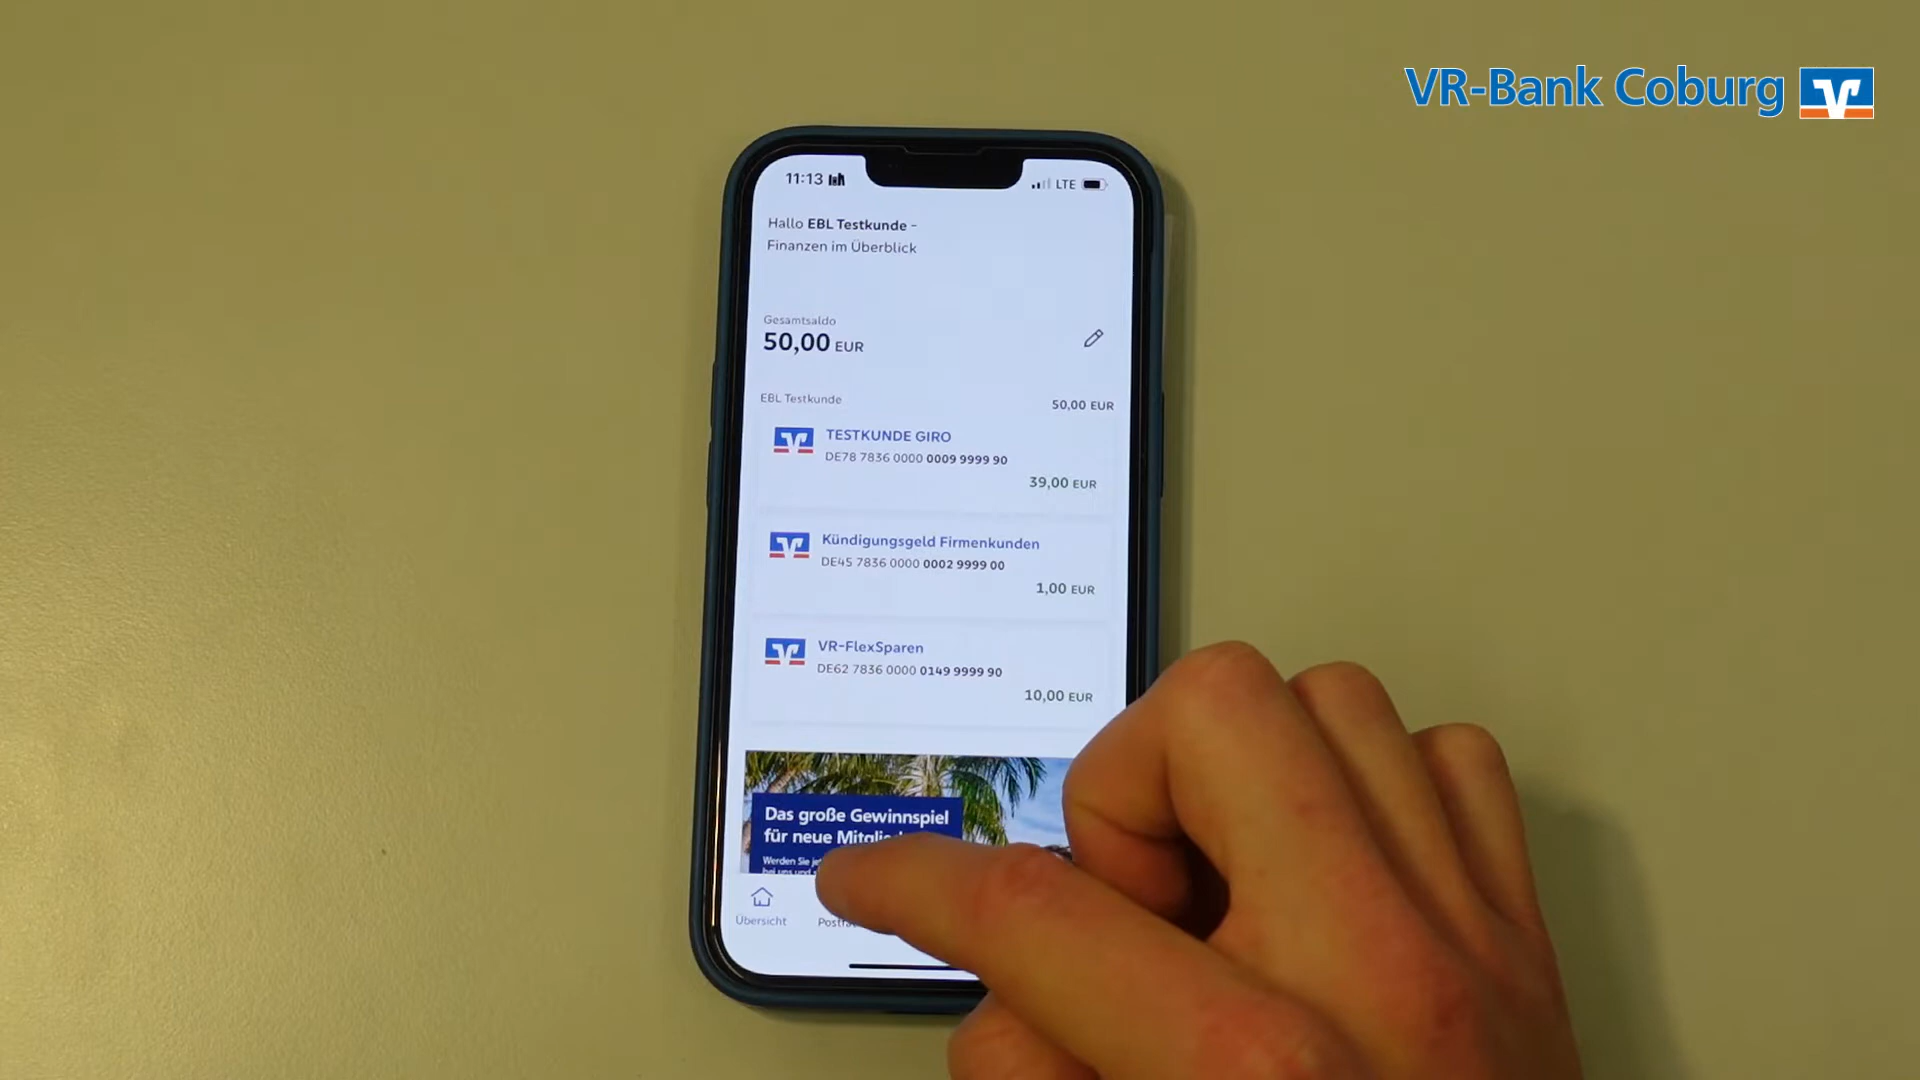 VR-Bank Coburg
11:13
LTE
Hallo EBL Testkunde –
Finanzen im Überblick
Gesamtsaldo
50,00 EUR
EBL Testkunde
50,00 EUR
TESTKUNDE GIRO
DE78 7836 0000 0009 9999 90
39,00 EUR
Kündigungsgeld Firmenkunden
DE45 7836 0000 0002 9999 00
1,00 EUR
VR-FlexSparen
DE62 7836 0000 0149 9999 90
10,00 EUR
Das große Gewinnspiel
für neue
Werden Sie
bei uns und
Übersicht